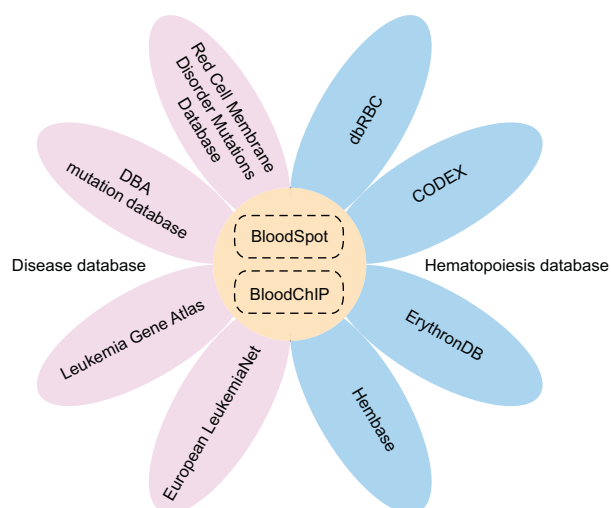 Red Cell Membrane
Disorder Mutations
Database
dbRBC
DBA
mutation database
CODEX
BloodSpot
Disease database
Hematopoiesis database
BloodChIP
Leukemia Gene Atlas
ErythronDB
European LeukemiaNet
Hembase